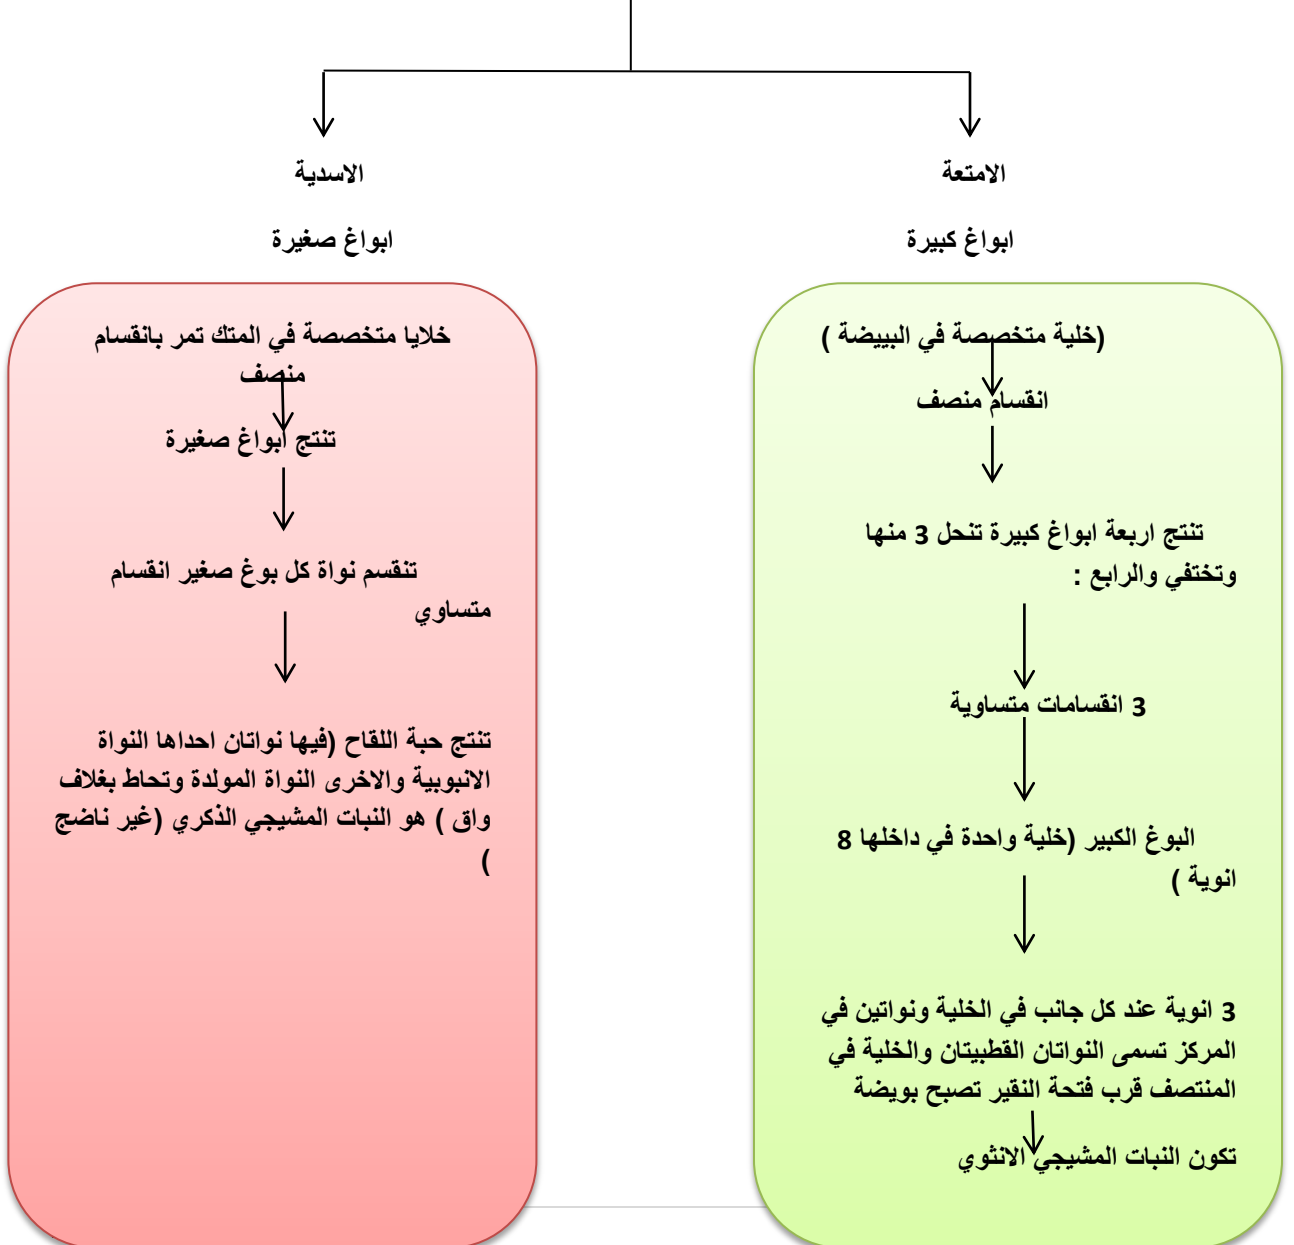 الامتعة
ابواغ كبيرة
(خلية متخصصة في البييضة )
انقسام منصف
تنتج اربعة ابواغ كبيرة تنحل 3 منها
وتختفي والرابع :
3 انقسامات متساوية
البوغ الكبير (خلية واحدة في داخلها 8
انوية )
3 انوية عند كل جانب في الخلية ونواتين في
المركز تسمى النواتان القطبيتان والخلية في
المنتصف قرب فتحة النقير تصبح بويضة
تكون النبات المشيجي الانثوي
الاسدية
ابواغ صغيرة
خلايا متخصصة في المتك تمر بانقسام
منصف
تنتج ابواغ صغيرة
تنقسم نواة كل بوغ صغير انقسام
متساوي
تنتج حبة اللقاح (فيها نواتان احداها النواة
الانبوبية والاخرى النواة المولدة وتحاط بغلاف
واق ) هو النبات المشيجي الذكري (غير ناضج
)